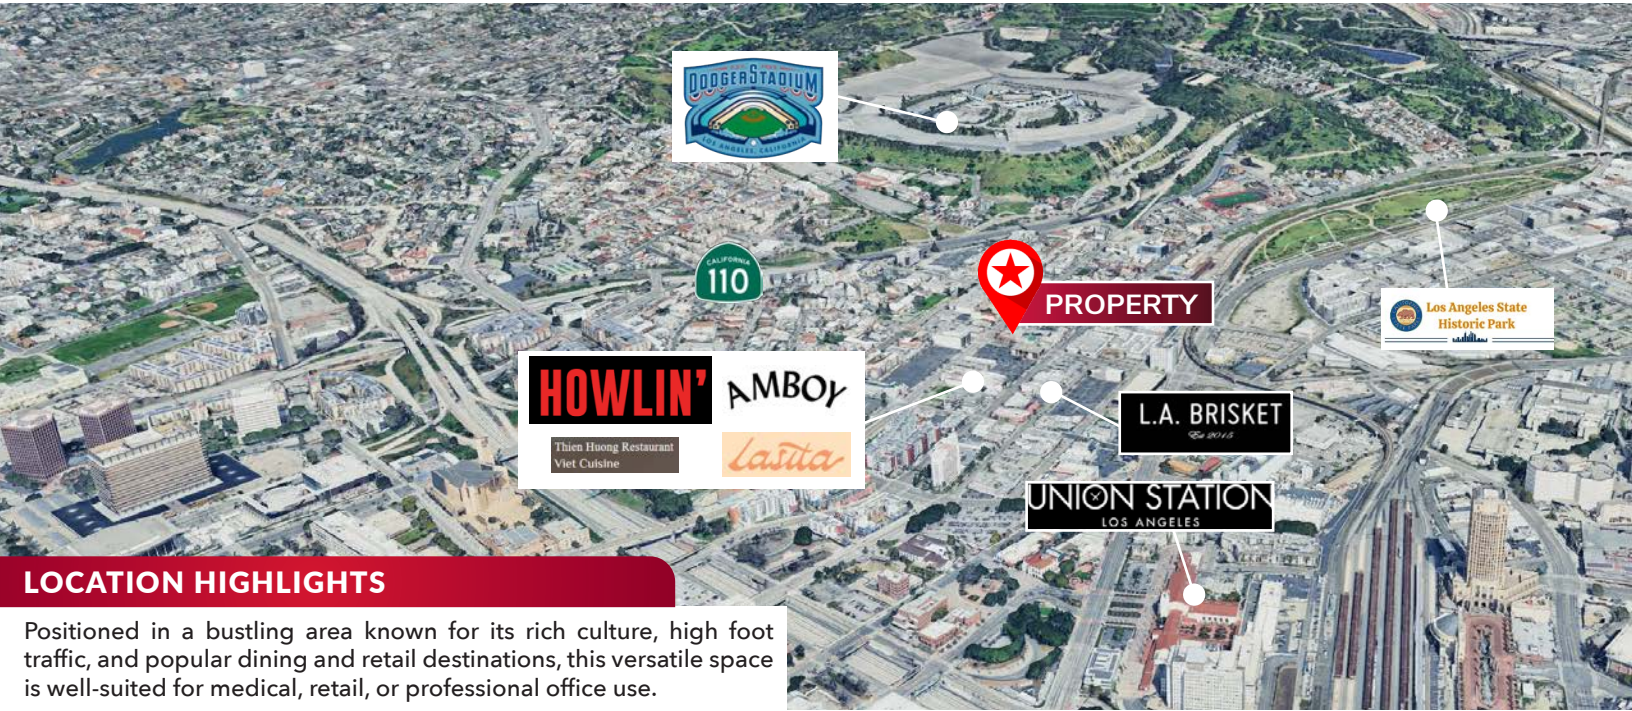 DODGER STADIUM
LOS ANGELES, CALIFORNIA
CALIFORNIA
110
PROPERTY
Los Angeles State
Historic Park
HOWLIN'
AMBOY
Thien Huong Restaurant
Viet Cuisine
Lasita
L.A. BRISKET
Est 2015
UNION STATION
LOS ANGELES
LOCATION HIGHLIGHTS
Positioned in a bustling area known for its rich culture, high foot
traffic, and popular dining and retail destinations, this versatile space
is well-suited for medical, retail, or professional office use.